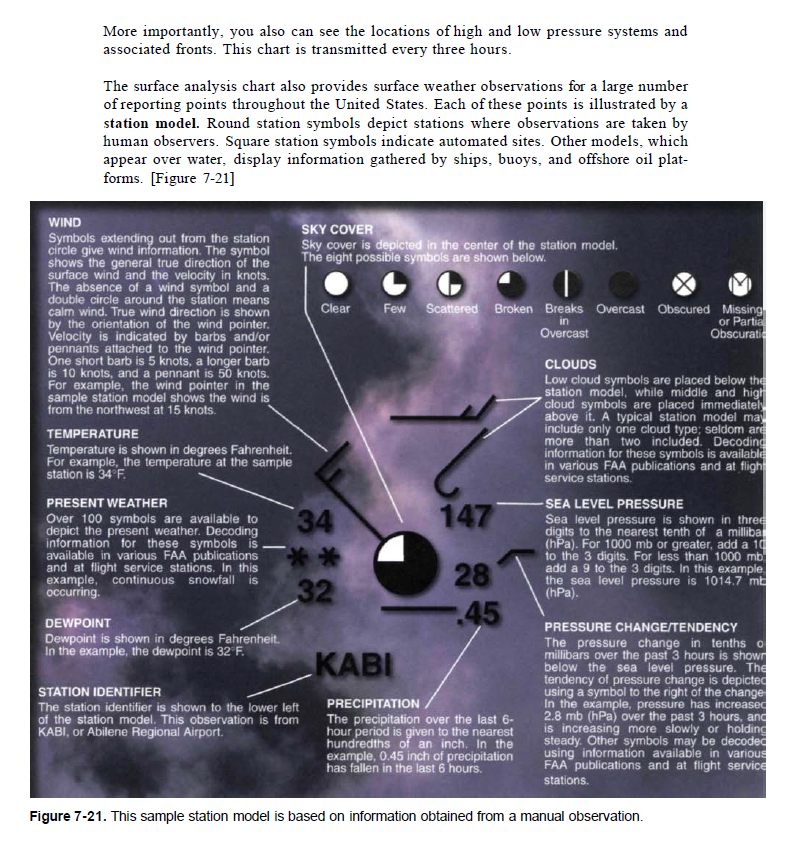 More importantly, you also can see the locations of high and low pressure systems and
associated fronts. This chart is transmitted every three hours.
The surface analysis chart also provides surface weather observations for a large number
of reporting points throughout the United States. Each of these points is illustrated by a
station model. Round station symbols depict stations where observations are taken by
human observers. Square station symbols indicate automated sites. Other models, which
appear over water, display information gathered by ships, buoys, and offshore oil plat-
forms. [Figure 7-21]
WIND
Symbols extending out from the station
circle give wind information. The symbol
shows the general true direction of the
surface wind and the velocity in knots.
The absence of a wind symbol and a
double circle around the station means
calm wind. True wind direction is shown
by the orientation of the wind pointer.
Velocity is indicated by barbs and/or
pennants attached to the wind pointer.
One short barb is 5 knots, a longer barb
is 10 knots, and a pennant is 50 knots.
For example, the wind pointer in the
sample station model shows the wind is
from the northwest at 15 knots.
TEMPERATURE
Temperature is shown in degrees Fahrenheit.
For example, the temperature at the sample
station is 34°F.
PRESENT WEATHER
Over 100 symbols are available to
depict the present weather. Decoding
information for these symbols is
available in various FAA publications
and at flight service stations. In this
example, continuous snowfall is
occurring.
DEWPOINT
Dewpoint is shown in degrees Fahrenheit.
In the example, the dewpoint is 32°F.
STATION IDENTIFIER
The station identifier is shown to the lower left
of the station model. This observation is from
KABI, or Abilene Regional Airport.
SKY COVER
Sky cover is depicted in the center of the station model.
The eight possible symbols are shown below.
Clear Few Scattered Broken Breaks in Overcast Overcast Obscured Missing or Partia Obscuratio
34
147
32
28
.45
KABI
PRECIPITATION
The precipitation over the last 6-
hour period is given to the nearest
hundredths of an inch. In the
example, 0.45 inch of precipitation
has fallen in the last 6 hours.
CLOUDS
Low cloud symbols are placed below the
station model, while middle and high
cloud symbols are placed immediately
above it. A typical station model may
include only one cloud type; seldom are
more than two included. Decoding
information for these symbols is available
in various FAA publications and at fligh
service stations.
SEA LEVEL PRESSURE
Sea level pressure is shown in three
digits to the nearest tenth of a milliba
(hPa). For 1000 mb or greater, add a 10
to the 3 digits. For less than 1000 mb
add a 9 to the 3 digits. In this example
the sea level pressure is 1014.7 mb
(hPa).
PRESSURE CHANGE/TENDENCY
The pressure change in tenths o
millibars over the past 3 hours is shown
below the sea level pressure. The
tendency of pressure change is depicted
using a symbol to the right of the change
In the example, pressure has increased
2.8 mb (hPa) over the past 3 hours, and
is increasing more slowly or holding
steady. Other symbols may be decoded
using information available in various
FAA publications and at flight service
stations.
Figure 7-21. This sample station model is based on information obtained from a manual observation.